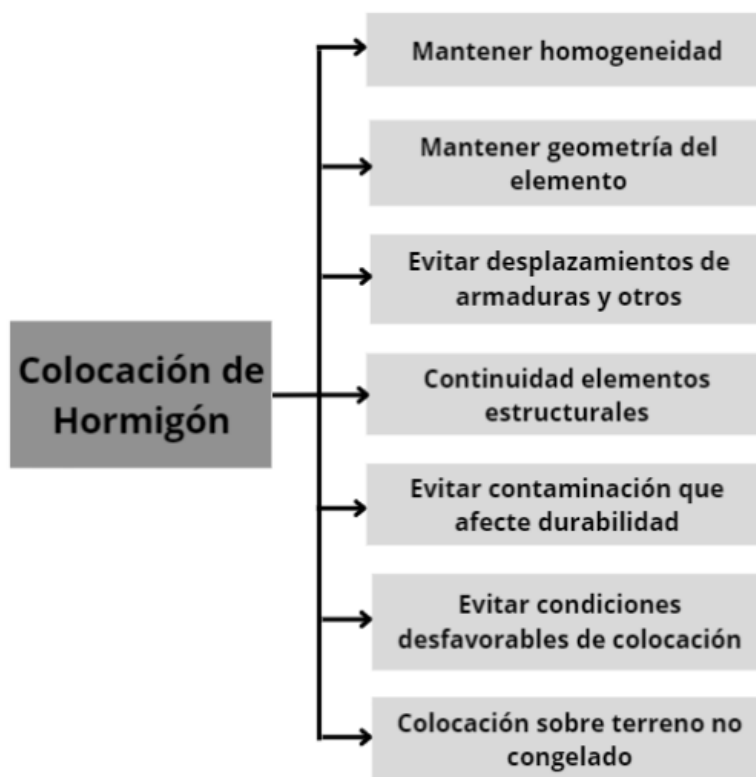 Colocación de
Hormigón
Mantener homogeneidad
Mantener geometría del
elemento
Evitar desplazamientos de
armaduras y otros
Continuidad elementos
estructurales
Evitar contaminación que
afecte durabilidad
Evitar condiciones
desfavorables de colocación
Colocación sobre terreno no
congelado